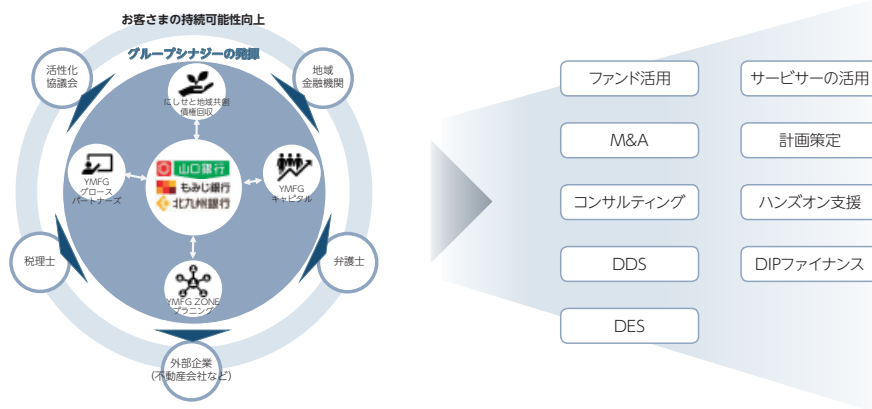 お客さまの持続可能性向上
グループシナジーの発揮
活性化
協議会
地域
金融機関
にしせと地域共創
債権回収
YMFG
グロース
パートナーズ
山口銀行
もみじ銀行
北九州銀行
YMFG
キャピタル
税理士
弁護士
YMFG ZONE
プラニング
外部企業
(不動産会社など)
ファンド活用
サービサーの活用
M&A
計画策定
コンサルティング
ハンズオン支援
DDS
DIPファイナンス
DES